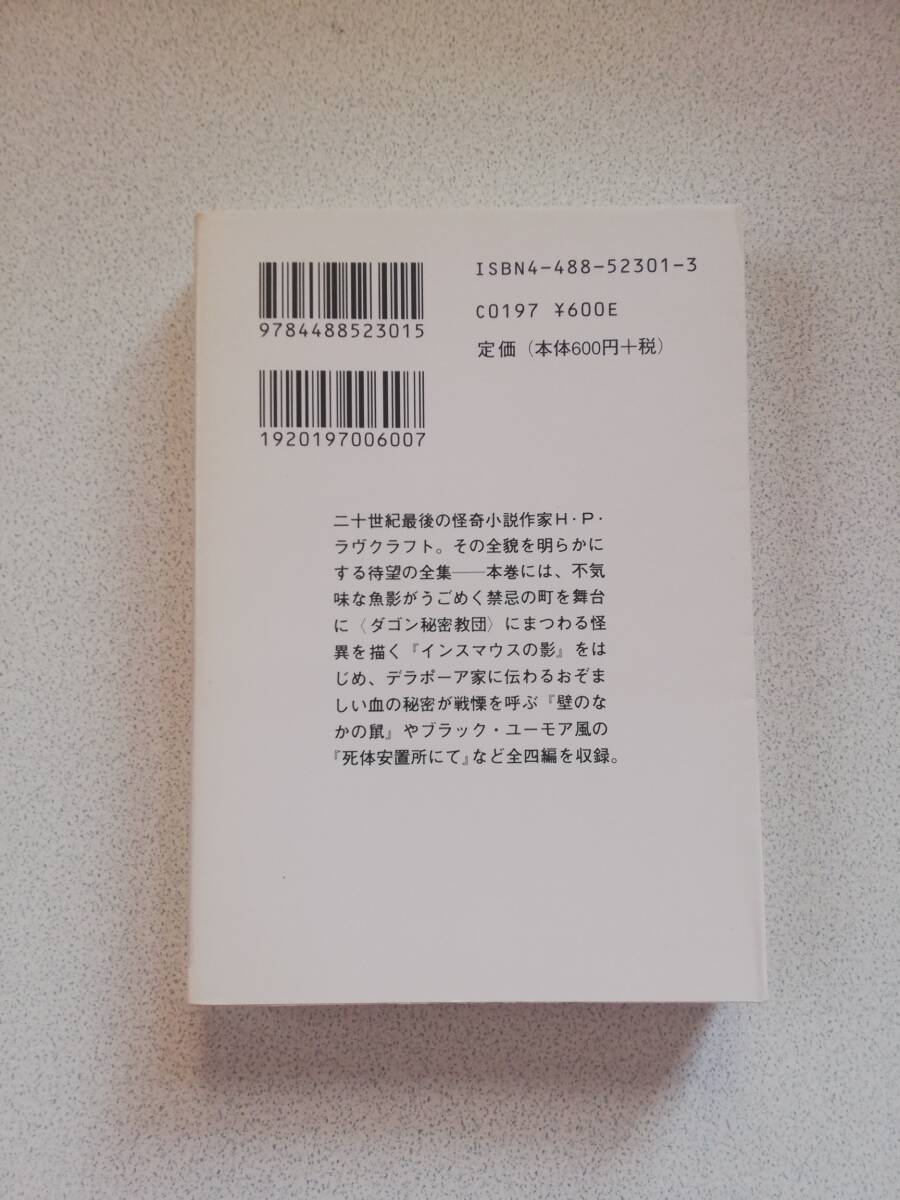 ISBN4-488-52301-3
9784488523015
C0197 ¥600E
定価（本体600円＋税）
1920197006007
二十世紀最後の怪奇小説作家H・P・
ラヴクラフト。その全貌を明らかに
する待望の全集――本巻には、不気
味な魚影がうごめく禁忌の町を舞台
に〈ダゴン秘密教団〉にまつわる怪
異を描く『インスマウスの影』をは
じめ、デラポーア家に伝わるおぞま
しい血の秘密が戦慄を呼ぶ『壁のな
かの鼠』やブラック・ユーモア風の
『死体安置所にて』など全四編を収録。